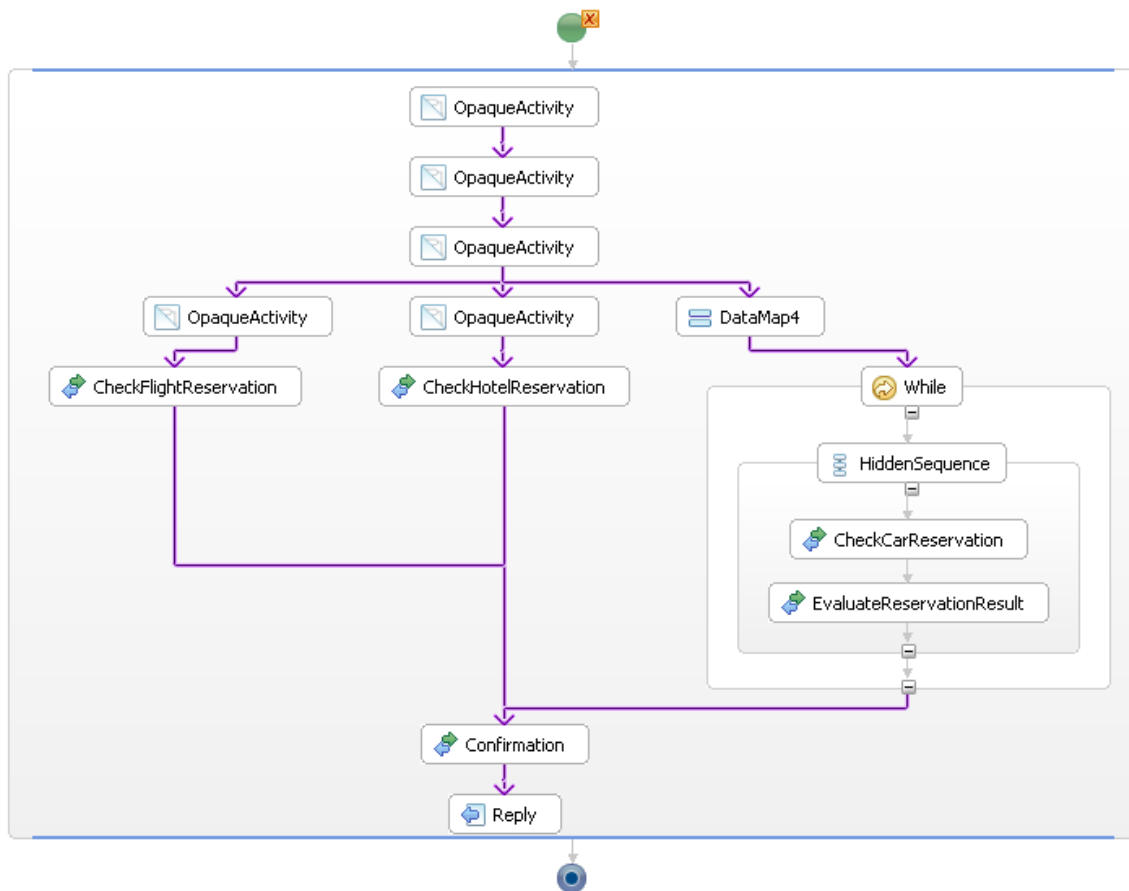 OpaqueActivity
OpaqueActivity
OpaqueActivity
OpaqueActivity
OpaqueActivity
DataMap4
CheckFlightReservation
CheckHotelReservation
While
HiddenSequence
CheckCarReservation
EvaluateReservationResult
Confirmation
Reply